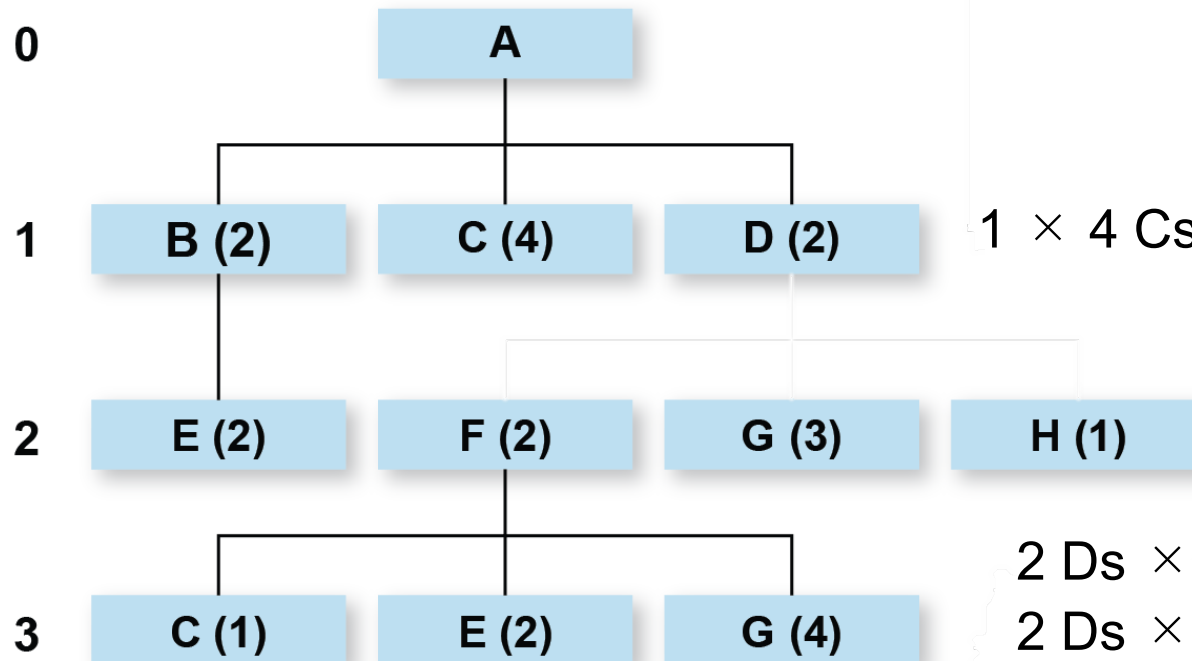 0 A
1 B (2) C (4) D (2) 1 × 4 Cs
2 E (2) F (2) G (3) H (1)
2 Ds ×
2 Ds ×
3 C (1) E (2) G (4)